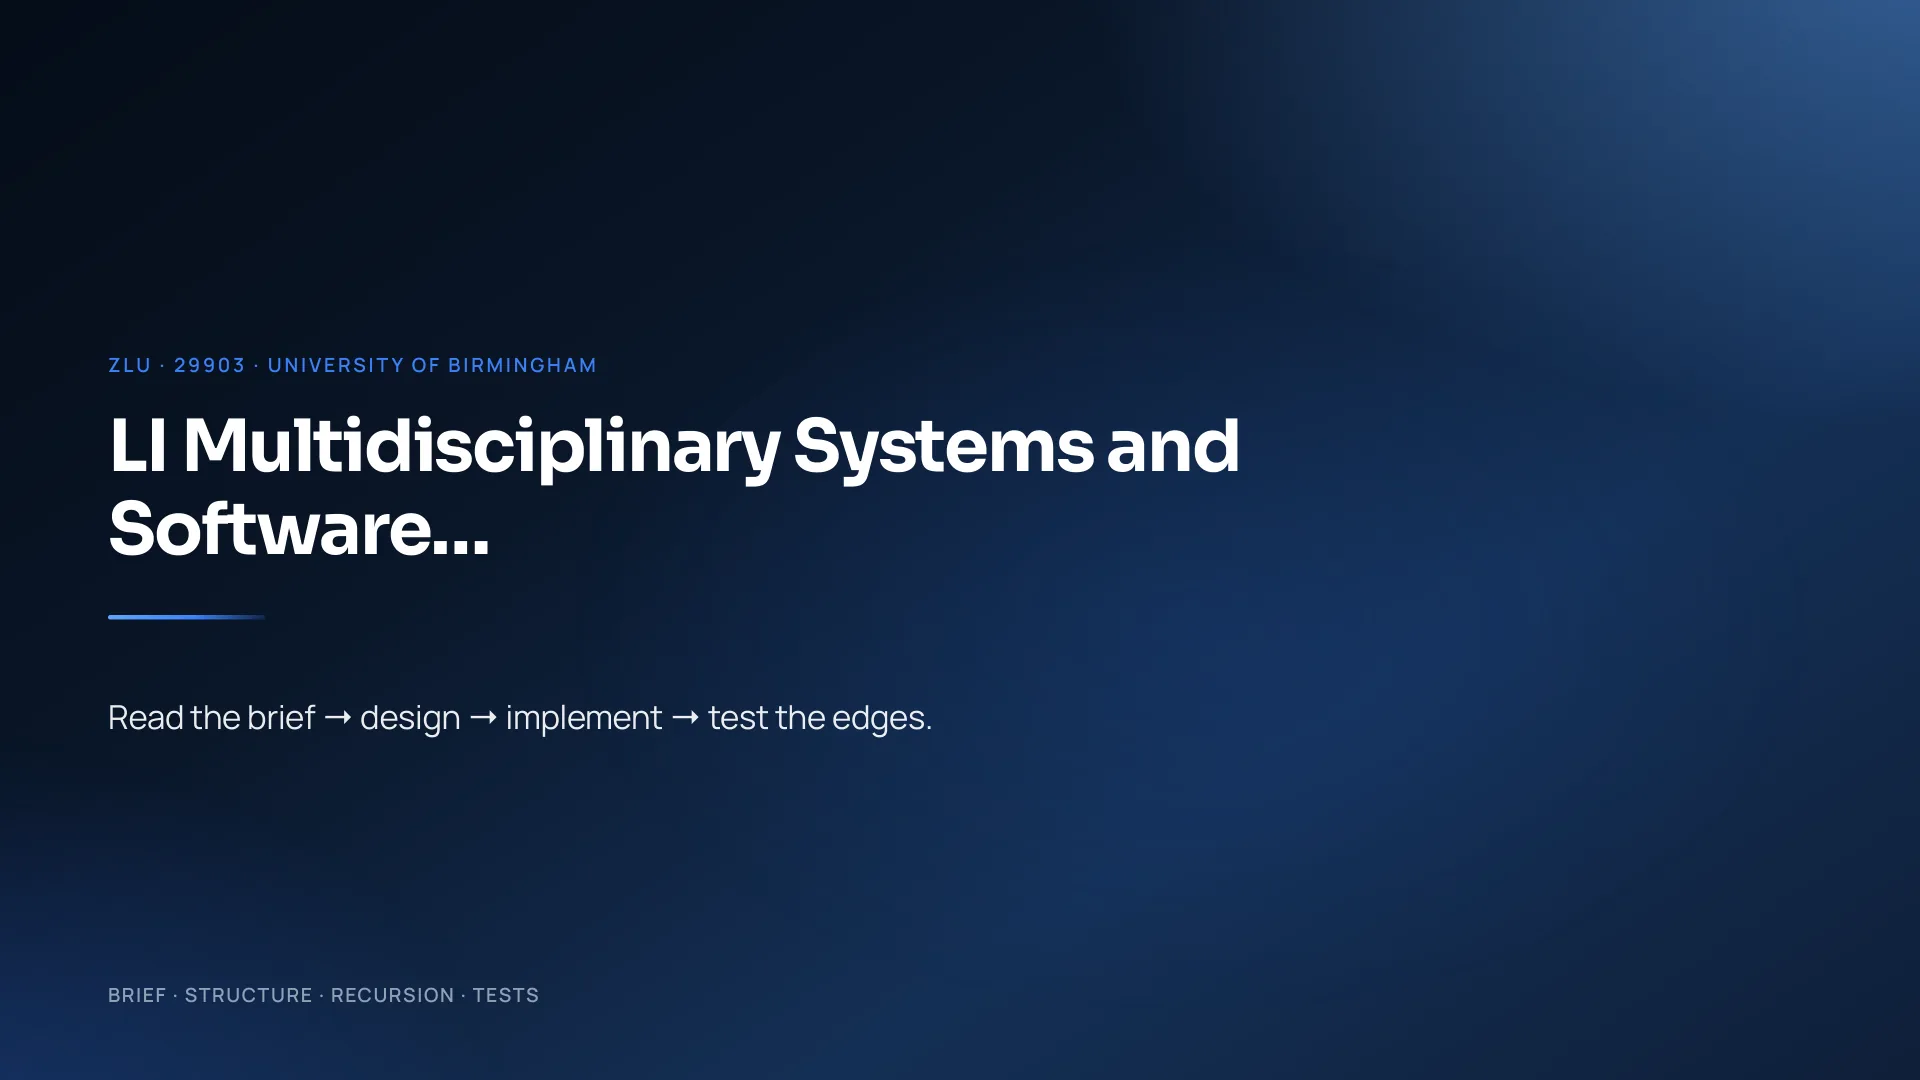 ZLU · 29903 · UNIVERSITY OF BIRMINGHAM
LI Multidisciplinary Systems and
Software...
Read the brief → design → implement → test the edges.
BRIEF · STRUCTURE · RECURSION · TESTS